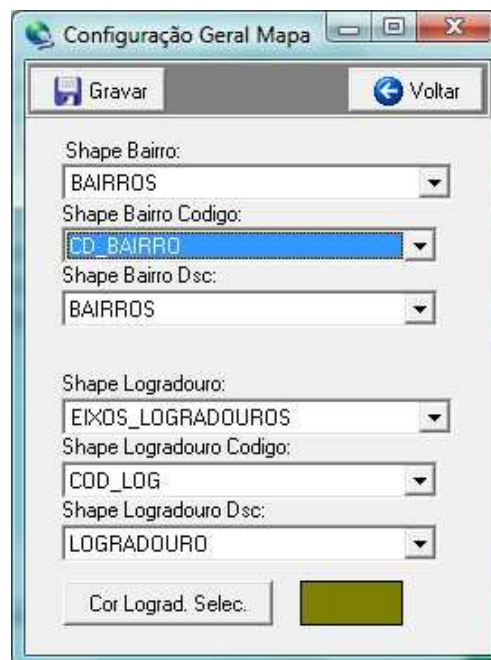 Configuração Geral Mapa
Gravar Voltar
Shape Bairro:
BAIRROS
Shape Bairro Codigo:
CD_BAIRRO
Shape Bairro Dsc:
BAIRROS
Shape Logradouro:
EIXOS_LOGRADOUROS
Shape Logradouro Codigo:
COD_LOG
Shape Logradouro Dsc:
LOGRADOURO
Cor Lograd. Selec.